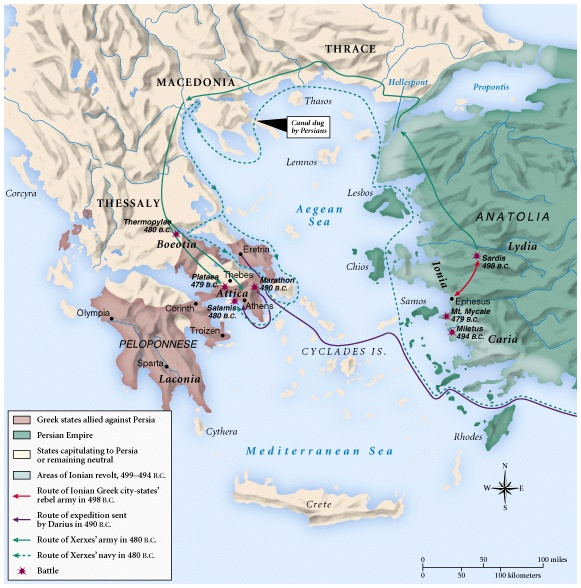 THRACE
MACEDONIA
Hellespont
Propontis
Thasos
Canal dug
by Persians
Lemnos
Corcyra
THESSALY
Lesbos
Aegean
Sea
ANATOLIA
Thermopylae
480 B.C.
Boeotia
Lydia
Eretria
Sardis
498 B.C.
Chios
Ionia
Thebes
Plataea
479 B.C.
Marathon
490 B.C.
Attica
Ephesus
Samos
Salamis
480 B.C.
Athens
Mt. Mycale
479 B.C.
Olympia
Corinth
Miletus
494 B.C.
Caria
Troizen
PELOPONNESE
CYCLADES IS.
Sparta
Laconia
Cythera
Rhodes
Mediterranean Sea
Crete
Greek states allied against Persia
Persian Empire
States capitulating to Persia
or remaining neutral
Areas of Ionian revolt, 499–494 B.C.
Route of Ionian Greek city-states'
rebel army in 498 B.C.
Route of expedition sent
by Darius in 490 B.C.
Route of Xerxes' army in 480 B.C.
Route of Xerxes' navy in 480 B.C.
Battle
N
W E
S
0 50 100 miles
0 50 100 kilometers